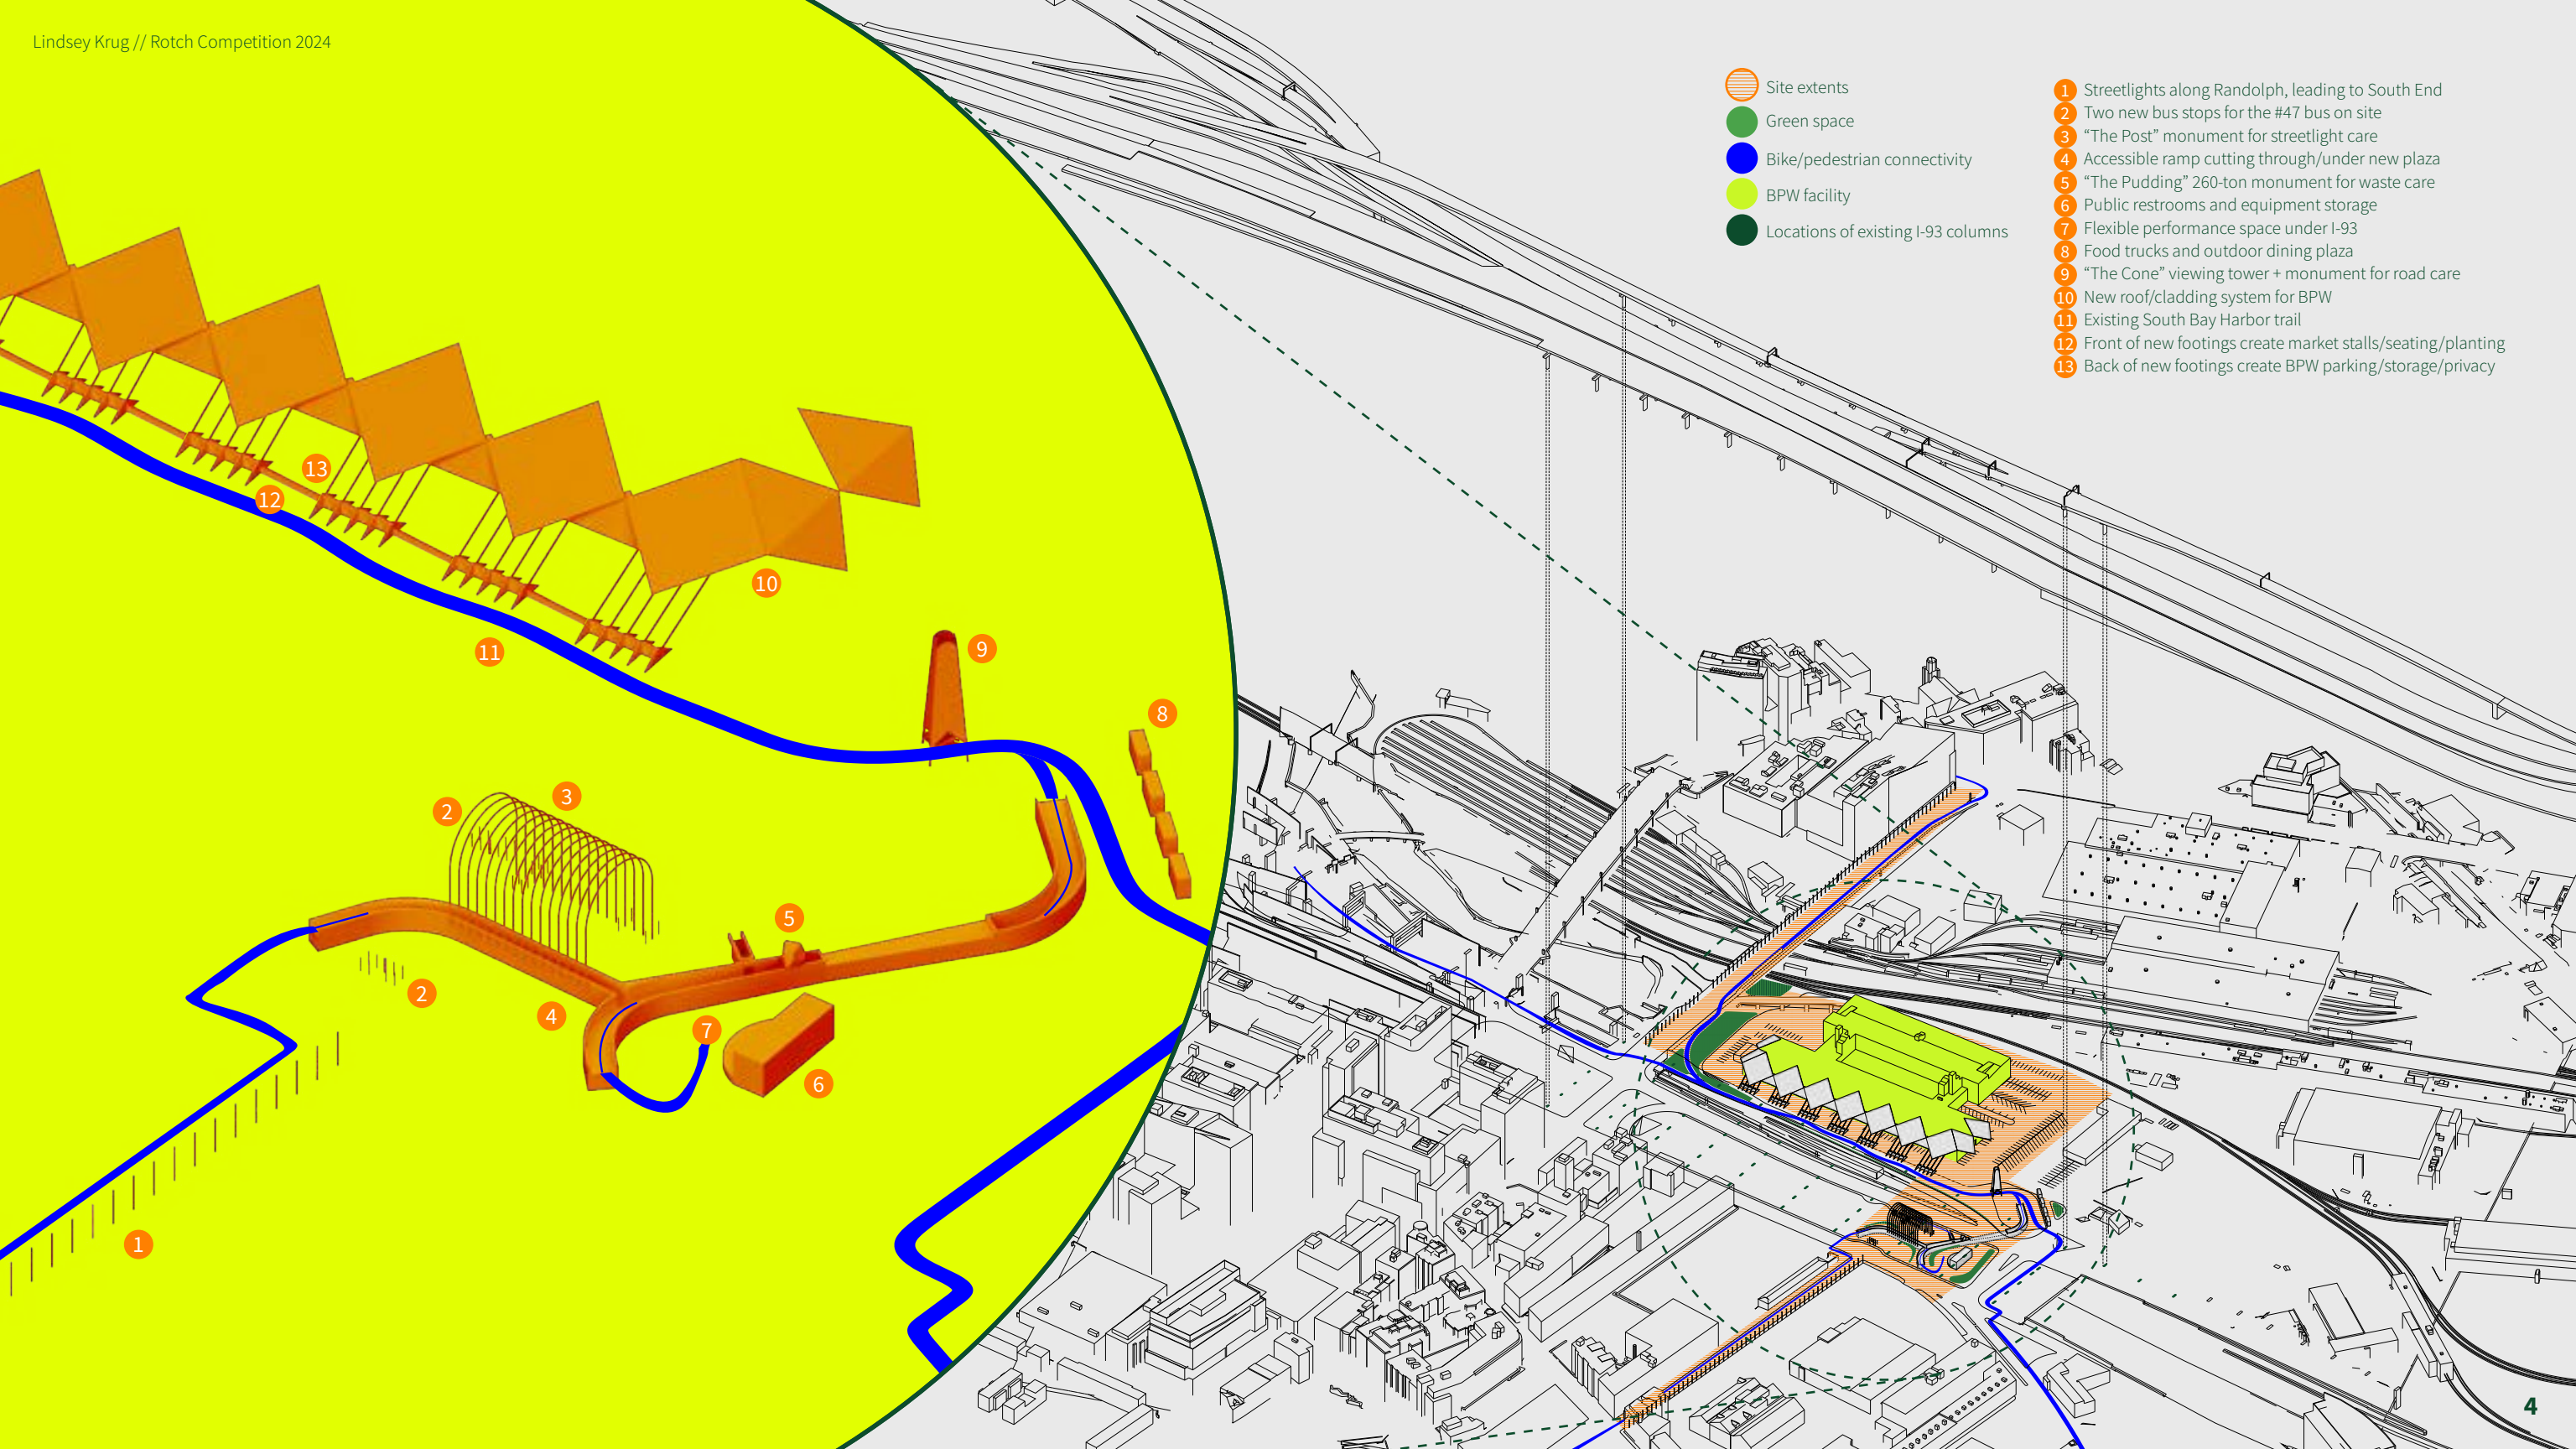 Lindsey Krug // Rotch Competition 2024
Site extents
Green space
Bike/pedestrian connectivity
BPW facility
Locations of existing I-93 columns
1 Streetlights along Randolph, leading to South End
2 Two new bus stops for the #47 bus on site
3 “The Post” monument for streetlight care
4 Accessible ramp cutting through/under new plaza
5 “The Pudding” 260-ton monument for waste care
6 Public restrooms and equipment storage
7 Flexible performance space under I-93
8 Food trucks and outdoor dining plaza
9 “The Cone” viewing tower + monument for road care
10 New roof/cladding system for BPW
11 Existing South Bay Harbor trail
12 Front of new footings create market stalls/seating/planting
13 Back of new footings create BPW parking/storage/privacy
13
12
10
11
9
8
3
2
5
2
4
7
6
1
4